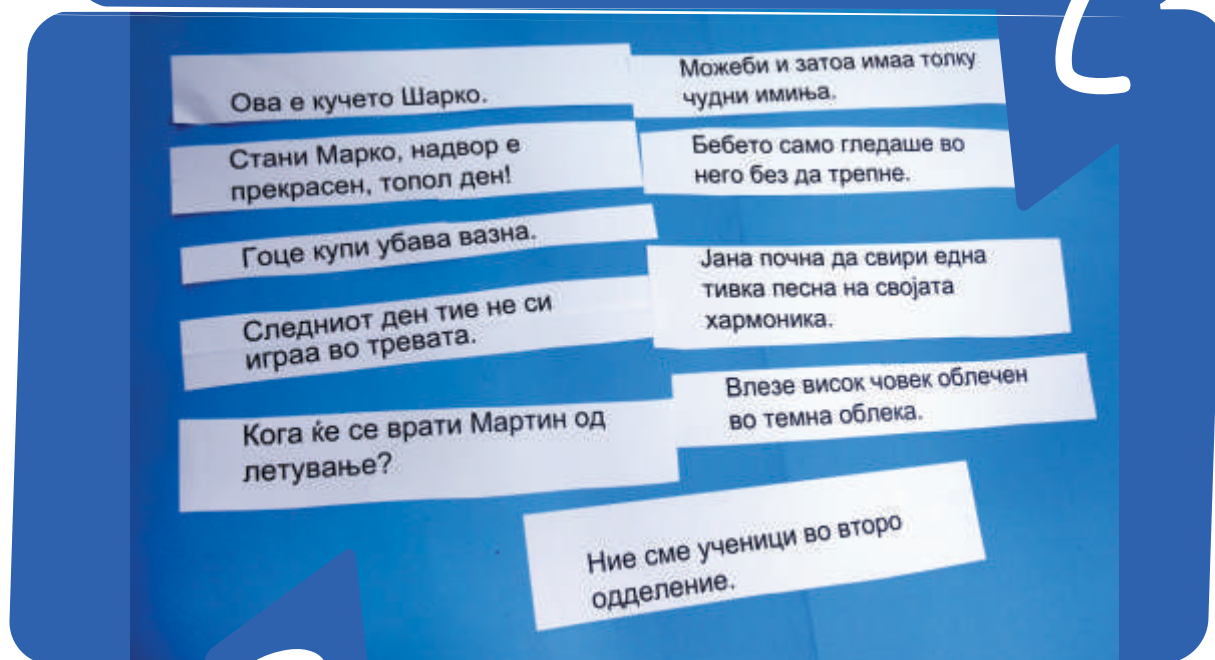 Ова е кучето Шарко.
Стани Марко, надвор е
прекрасен, топол ден!
Гоце купи убава вазна.
Следниот ден тие не си
играа во тревата.
Кога ќе се врати Мартин од
летување?
Можеби и затоа имаа толку
чудни имиња.
Бебето само гледаше во
него без да трепне.
Јана почна да свири една
тивка песна на својата
хармоника.
Влезе висок човек облечен
во темна облека.
Ние сме ученици во второ
одделение.